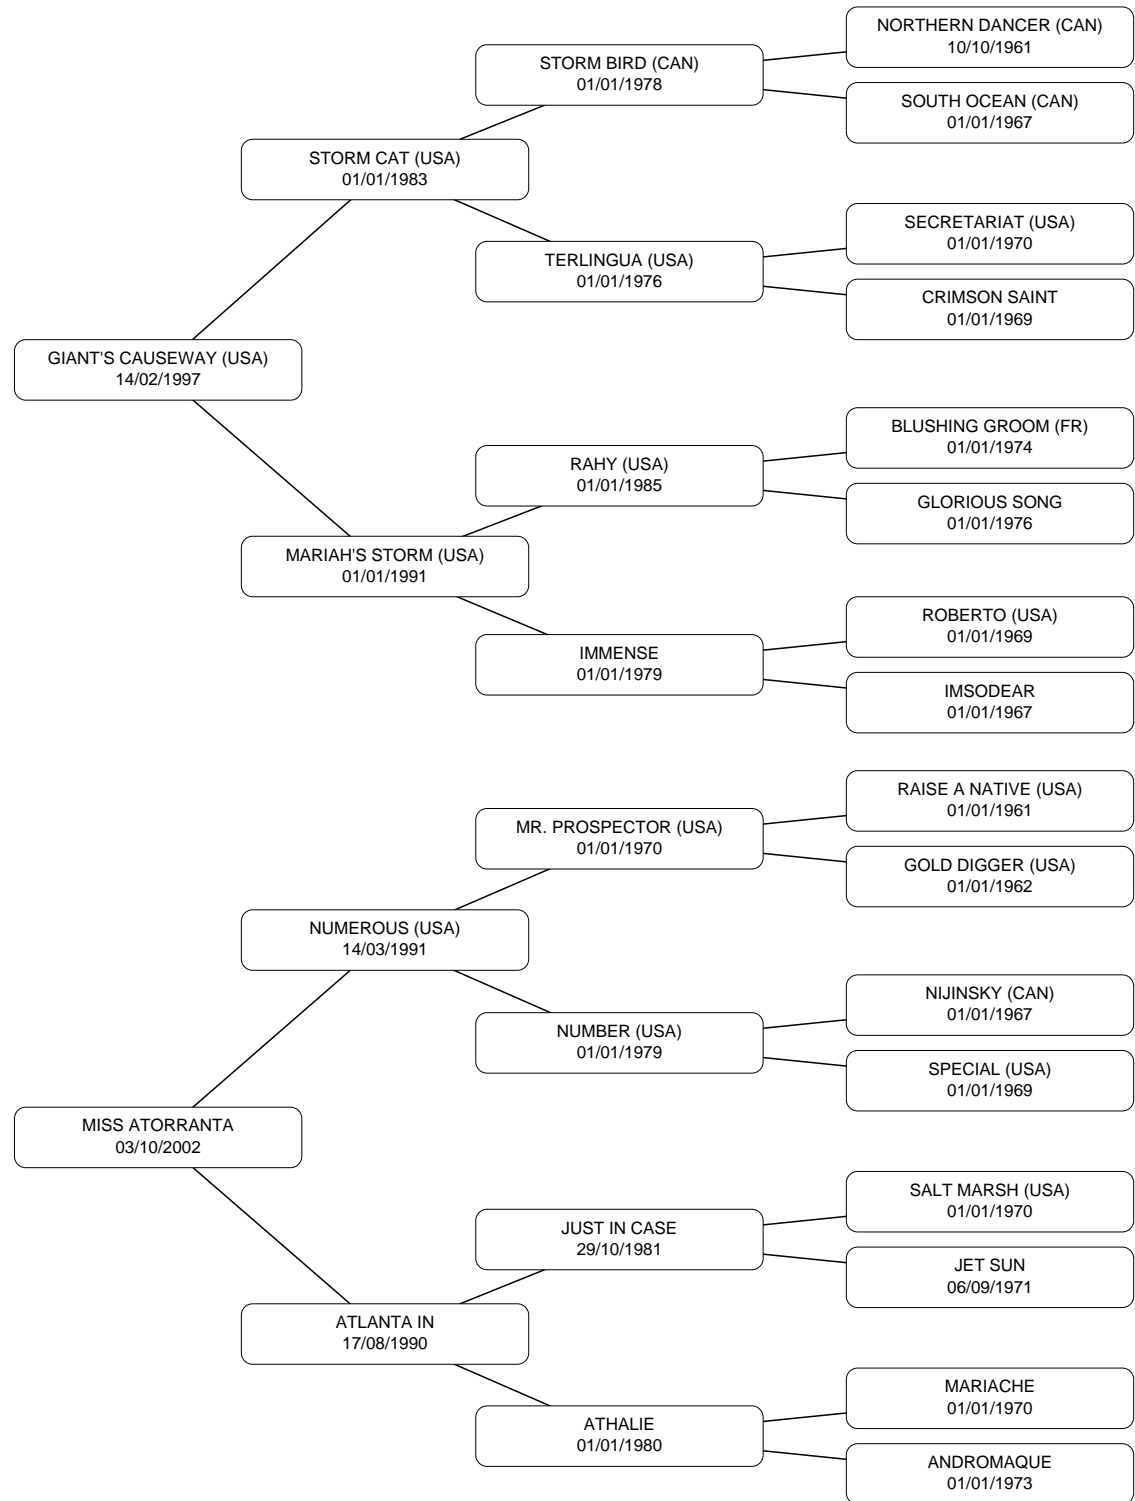 NORTHERN DANCER (CAN)
10/10/1961
STORM BIRD (CAN)
01/01/1978
SOUTH OCEAN (CAN)
01/01/1967
STORM CAT (USA)
01/01/1983
SECRETARIAT (USA)
01/01/1970
TERLINGUA (USA)
01/01/1976
CRIMSON SAINT
01/01/1969
GIANT'S CAUSEWAY (USA)
14/02/1997
BLUSHING GROOM (FR)
01/01/1974
RAHY (USA)
01/01/1985
GLORIOUS SONG
01/01/1976
MARIAH'S STORM (USA)
01/01/1991
ROBERTO (USA)
01/01/1969
IMMENSE
01/01/1979
IMSODEAR
01/01/1967
RAISE A NATIVE (USA)
01/01/1961
MR. PROSPECTOR (USA)
01/01/1970
GOLD DIGGER (USA)
01/01/1962
NUMEROUS (USA)
14/03/1991
NIJINSKY (CAN)
01/01/1967
NUMBER (USA)
01/01/1979
SPECIAL (USA)
01/01/1969
MISS ATORRANTA
03/10/2002
SALT MARSH (USA)
01/01/1970
JUST IN CASE
29/10/1981
JET SUN
06/09/1971
ATLANTA IN
17/08/1990
MARIACHE
01/01/1970
ATHALIE
01/01/1980
ANDROMAQUE
01/01/1973